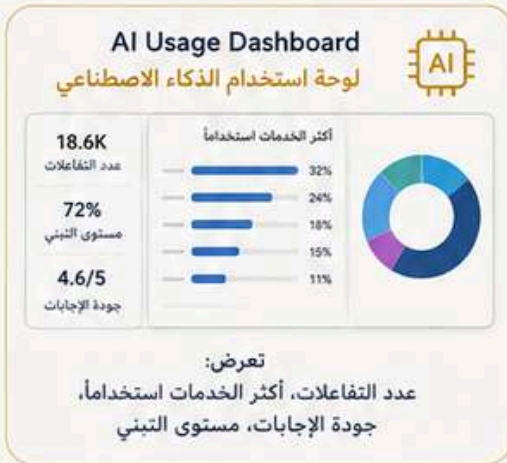 AI Usage Dashboard
لوحة استخدام الذكاء الاصطناعي
AI
18.6K
عدد التفاعلات
72%
مستوى التبني
4.6/5
جودة الإجابات
أكثر الخدمات استخداماً
32%
24%
18%
15%
11%
تعرض:
عدد التفاعلات، أكثر الخدمات استخداماً،
جودة الإجابات، مستوى التبني